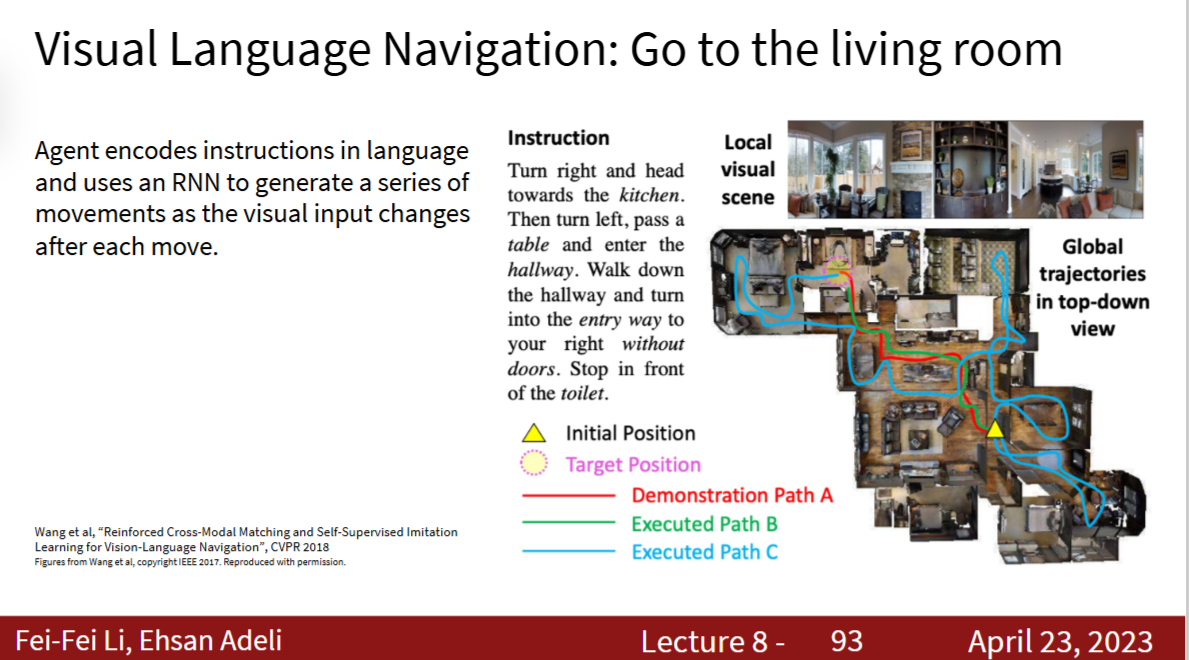 Visual Language Navigation: Go to the living room
Agent encodes instructions in language
and uses an RNN to generate a series of
movements as the visual input changes
after each move.
Instruction
Turn right and head
towards the kitchen.
Then turn left, pass a
table and enter the
hallway. Walk down
the hallway and turn
into the entry way to
your right without
doors. Stop in front
of the toilet.
Local
visual
scene
Global
trajectories
in top-down
view
Initial Position
Target Position
Demonstration Path A
Executed Path B
Executed Path C
Wang et al, “Reinforced Cross-Modal Matching and Self-Supervised Imitation
Learning for Vision-Language Navigation”, CVPR 2018
Figures from Wang et al, copyright IEEE 2017. Reproduced with permission.
Fei-Fei Li, Ehsan Adeli
Lecture 8 - 93
April 23, 2023